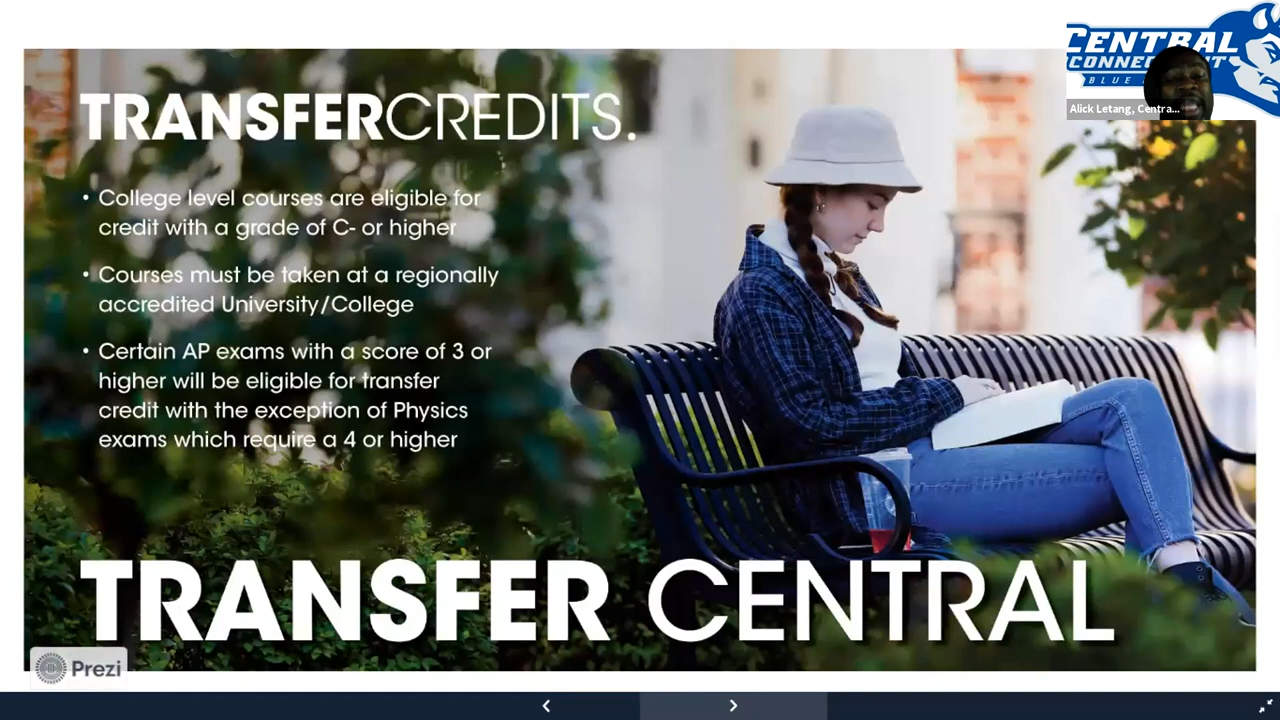 CENTRAL
BLUE
Alick Letang, Centra...
TRANSFERCREDITS.
• College level courses are eligible for
credit with a grade of C- or higher
• Courses must be taken at a regionally
accredited University/College
• Certain AP exams with a score of 3 or
higher will be eligible for transfer
credit with the exception of Physics
exams which require a 4 or higher
TRANSFER CENTRAL
Prezi